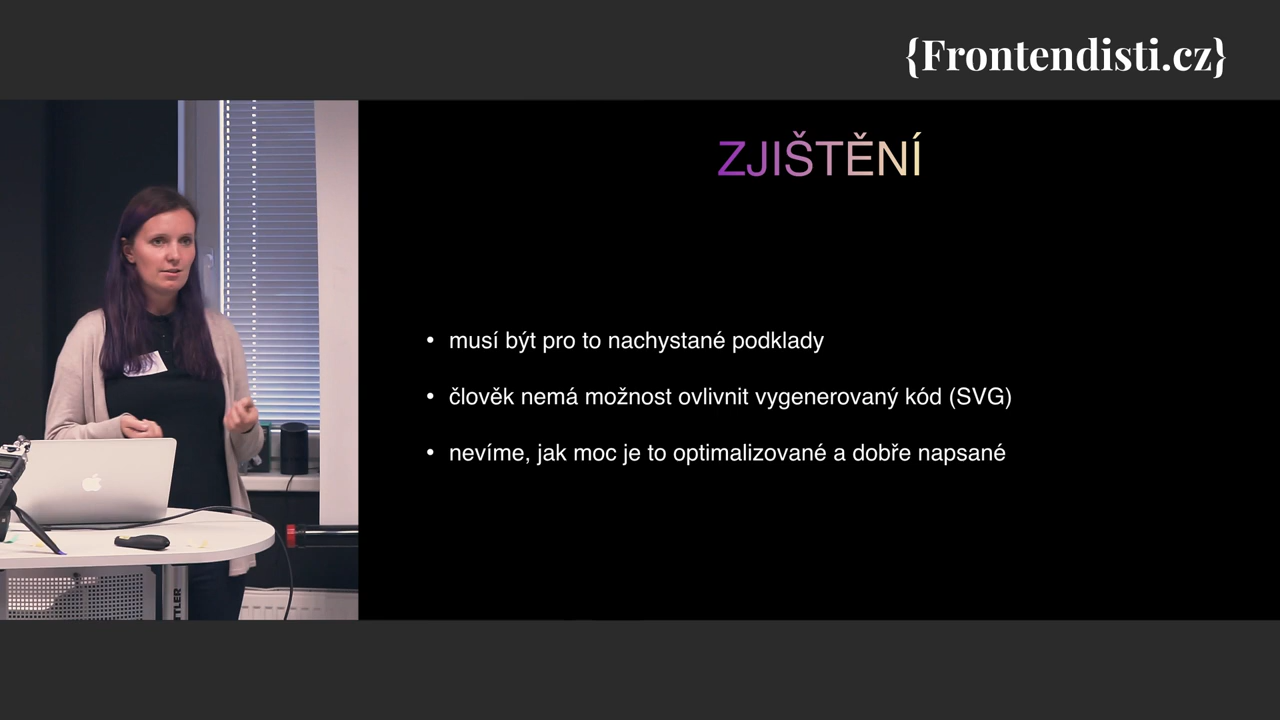 {Frontendisti.cz}
ZJIŠTĚNÍ
• musí být pro to nachystané podklady
• člověk nemá možnost ovlivnit vygenerovaný kód (SVG)
• nevíme, jak moc je to optimalizované a dobře napsané